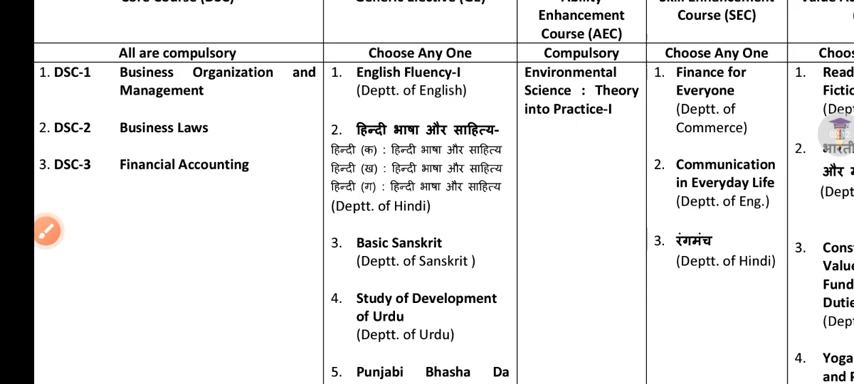 Enhancement
Course (SEC)
Enhancement
Course (AEC)
All are compulsory
Choose Any One
Compulsory
Choose Any One
1. DSC-1 Business Organization and
Management
2. DSC-2 Business Laws
3. DSC-3 Financial Accounting
1. English Fluency-I
(Deptt. of English)
2. हिन्दी भाषा और साहित्य-
हिन्दी (क) : हिन्दी भाषा और साहित्य
हिन्दी (ख) : हिन्दी भाषा और साहित्य
हिन्दी (ग) : हिन्दी भाषा और साहित्य
(Deptt. of Hindi)
3. Basic Sanskrit
(Deptt. of Sanskrit )
4. Study of Development
of Urdu
(Deptt. of Urdu)
5. Punjabi Bhasha Da
Environmental
Science : Theory
into Practice-I
1. Finance for
Everyone
(Deptt. of
Commerce)
2. Communication
in Everyday Life
(Deptt. of Eng.)
3. रंगमंच
(Deptt. of Hindi)
1.
2.
और
3.
4. Yoga
and